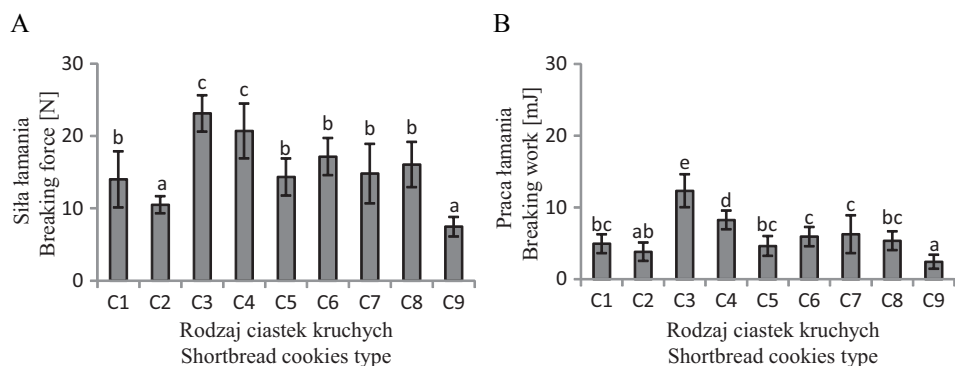 A
Siła łamania
Breaking force [N]
30
20
10
0
b
a
c
c
b
b
b
b
a
C1 C2 C3 C4 C5 C6 C7 C8 C9
Rodzaj ciastek kruchych
Shortbread cookies type
B
Praca łamania
Breaking work [mJ]
30
20
10
0
bc
ab
e
d
bc
c
c
bc
a
C1 C2 C3 C4 C5 C6 C7 C8 C9
Rodzaj ciastek kruchych
Shortbread cookies type